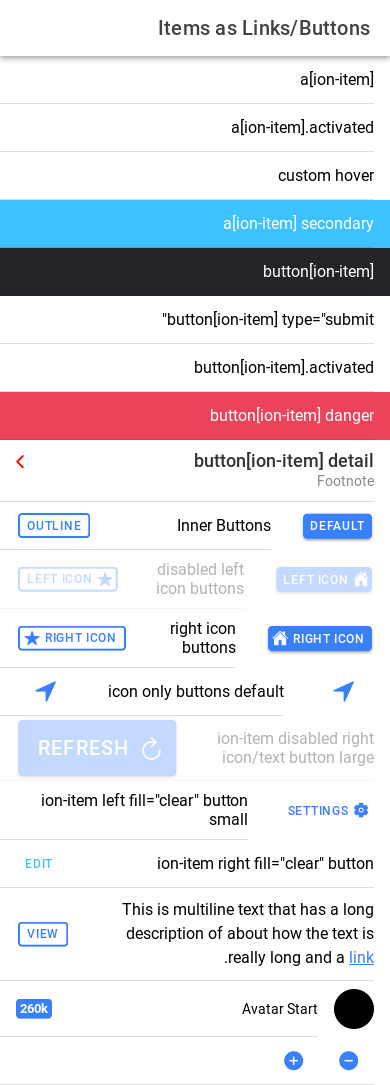 Items as Links/Buttons
a[ion-item]
a[ion-item].activated
custom hover
a[ion-item] secondary
button[ion-item]
"button[ion-item] type="submit
button[ion-item].activated
button[ion-item] danger
button[ion-item] detail
Footnote
DEFAULT
Inner Buttons
OUTLINE
LEFT ICON
disabled left
icon buttons
LEFT ICON
RIGHT ICON
right icon
buttons
RIGHT ICON
icon only buttons default
ion-item disabled right
icon/text button large
REFRESH
SETTINGS
ion-item left fill="clear" button
small
ion-item right fill="clear" button
EDIT
This is multiline text that has a long
description of about how the text is
.really long and a link
VIEW
Avatar Start
260k